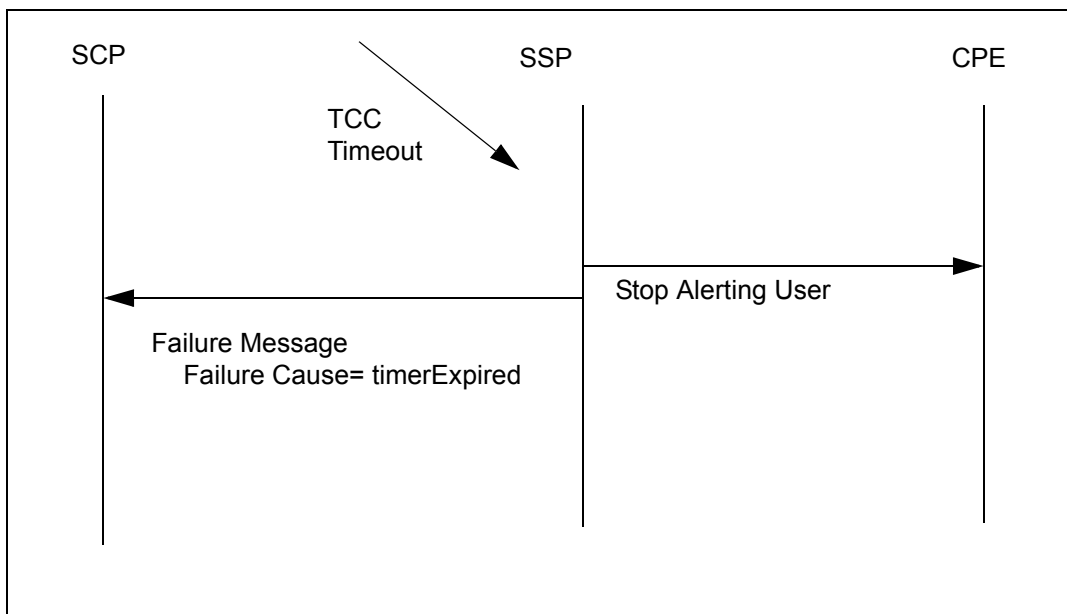 SCP
SSP
CPE
TCC
Timeout
Stop Alerting User
Failure Message
Failure Cause= timerExpired